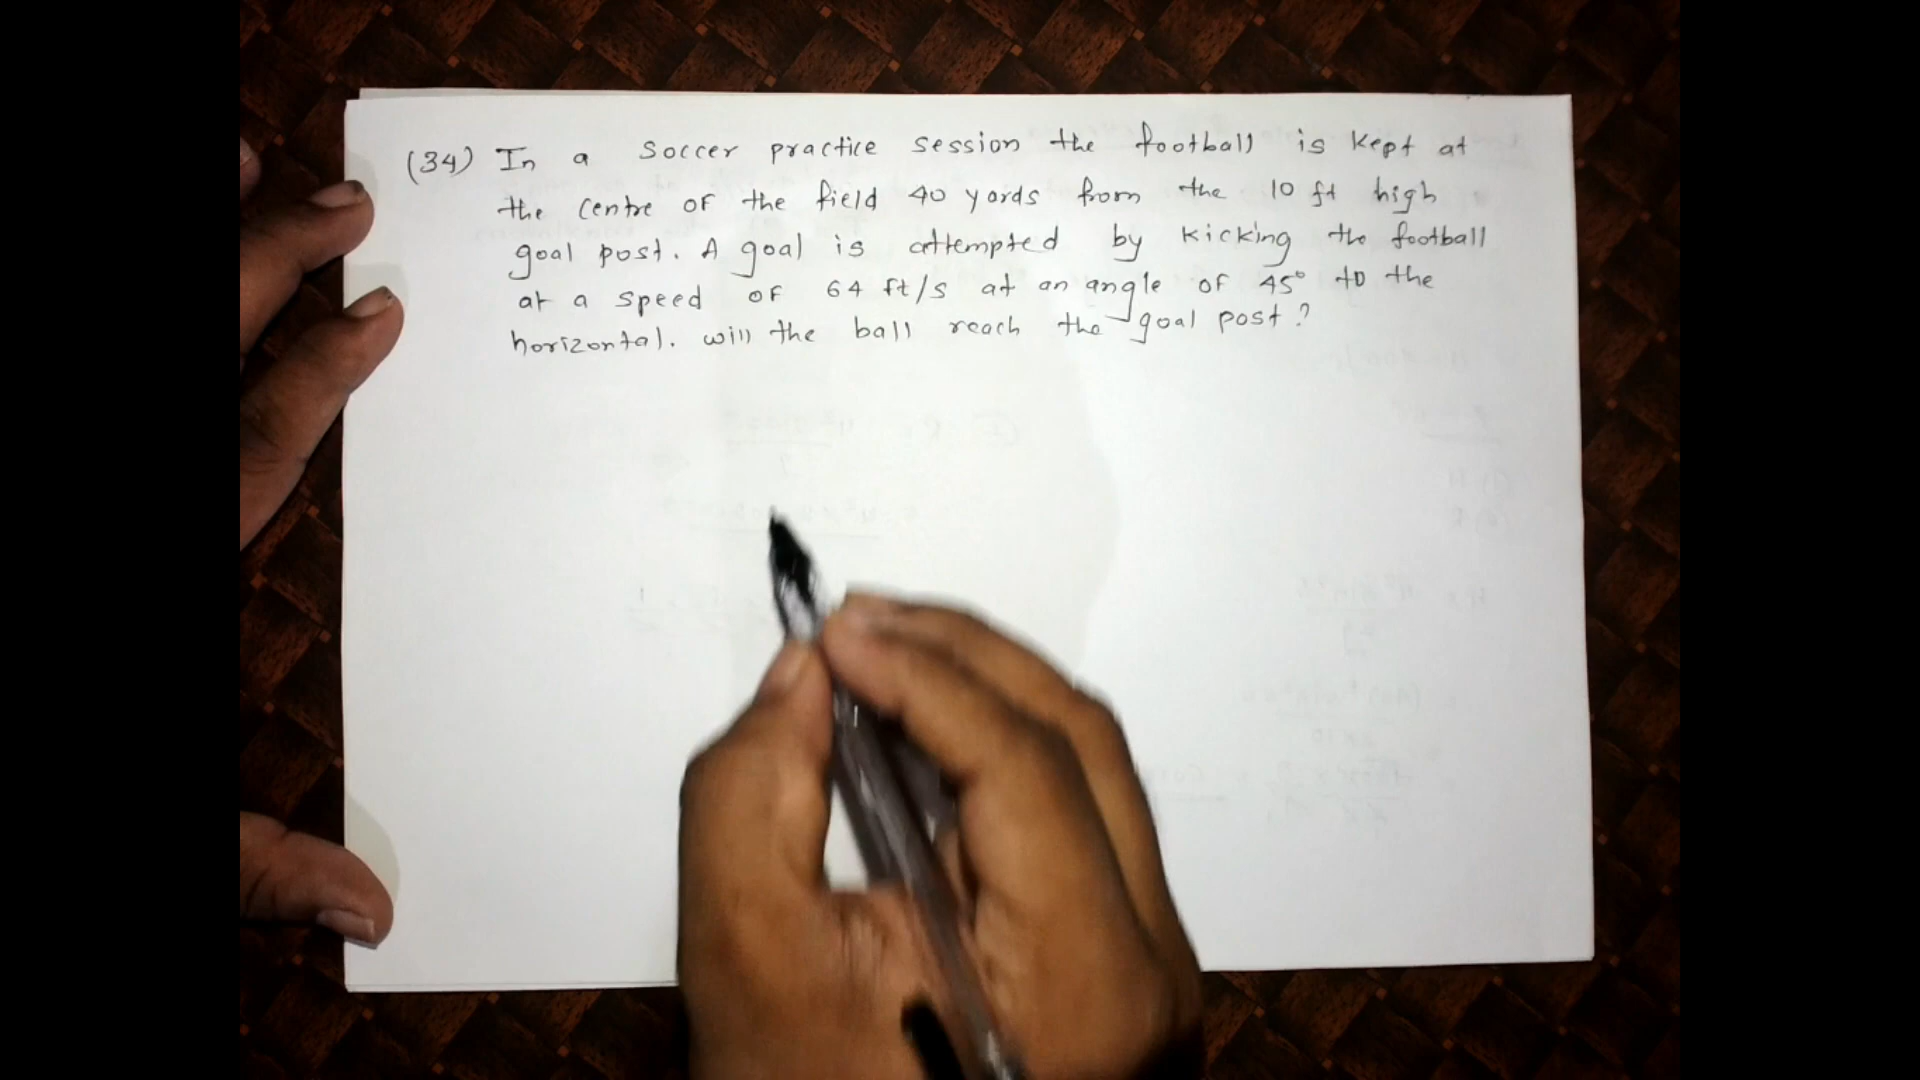 (34) In a soccer practice session the football is kept at
the centre of the field 40 yards from the 10 ft high
goal post. A goal is attempted by kicking the football
at a speed of 64 ft/s at an angle of 45° to the
horizontal. will the ball reach the goal post?